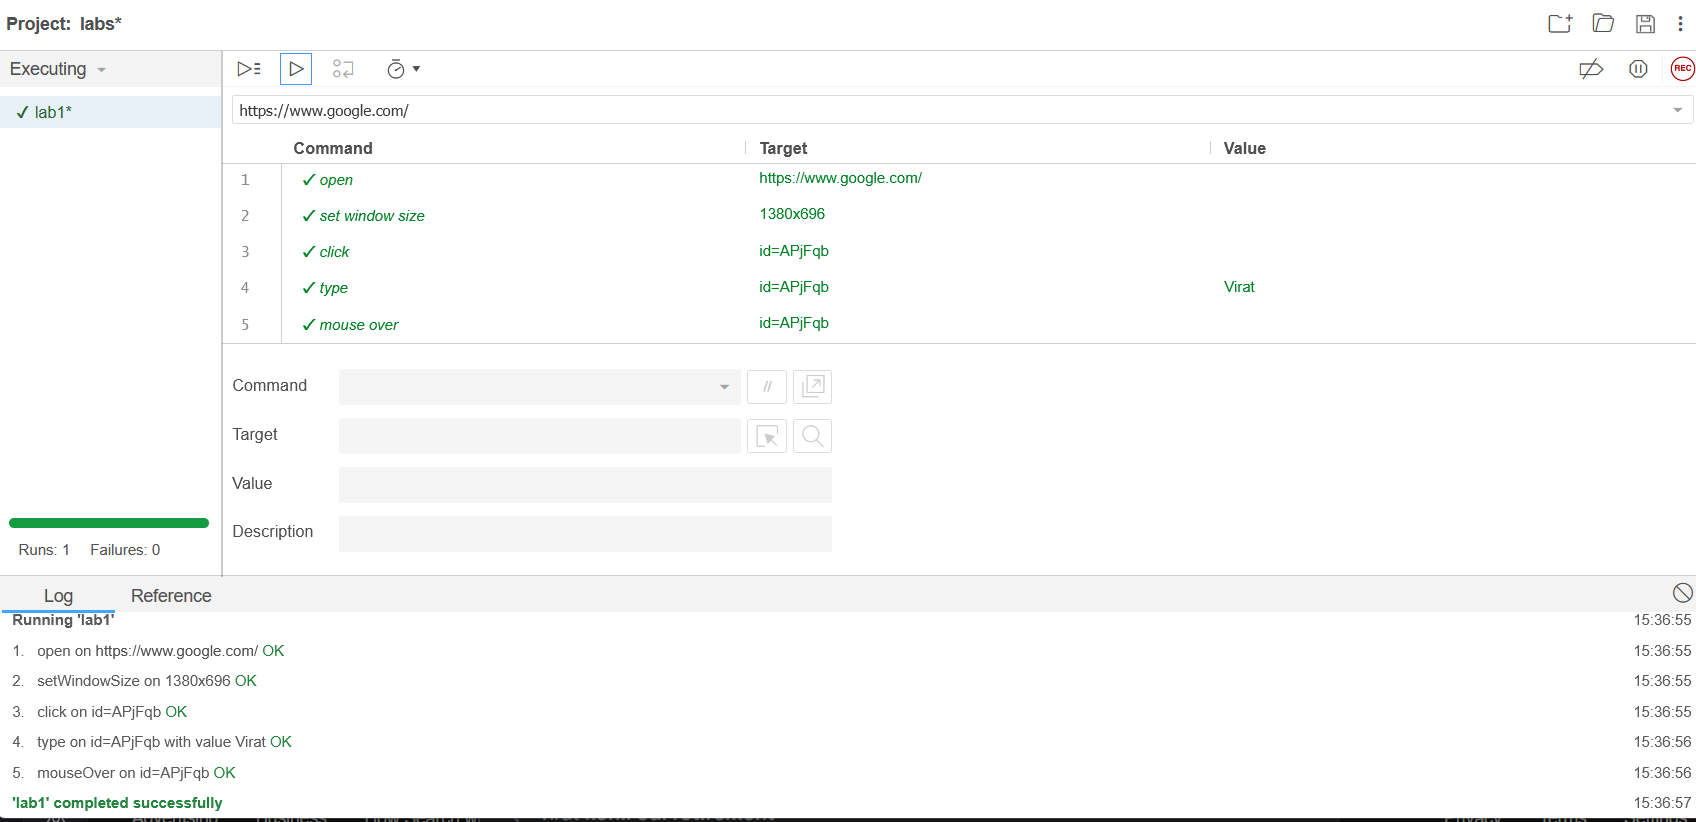 Project: labs*
Executing
✓ lab1*
https://www.google.com/
REC
Command Target Value
1 ✓ open https://www.google.com/
2 ✓ set window size 1380x696
3 ✓ click id=APjFqb
4 ✓ type id=APjFqb Virat
5 ✓ mouse over id=APjFqb
Command //
Target
Value
Description
Runs: 1 Failures: 0
Log Reference
Running 'lab1' 15:36:55
1. open on https://www.google.com/ OK 15:36:55
2. setWindowSize on 1380x696 OK 15:36:55
3. click on id=APjFqb OK 15:36:55
4. type on id=APjFqb with value Virat OK 15:36:56
5. mouseOver on id=APjFqb OK 15:36:56
'lab1' completed successfully 15:36:57